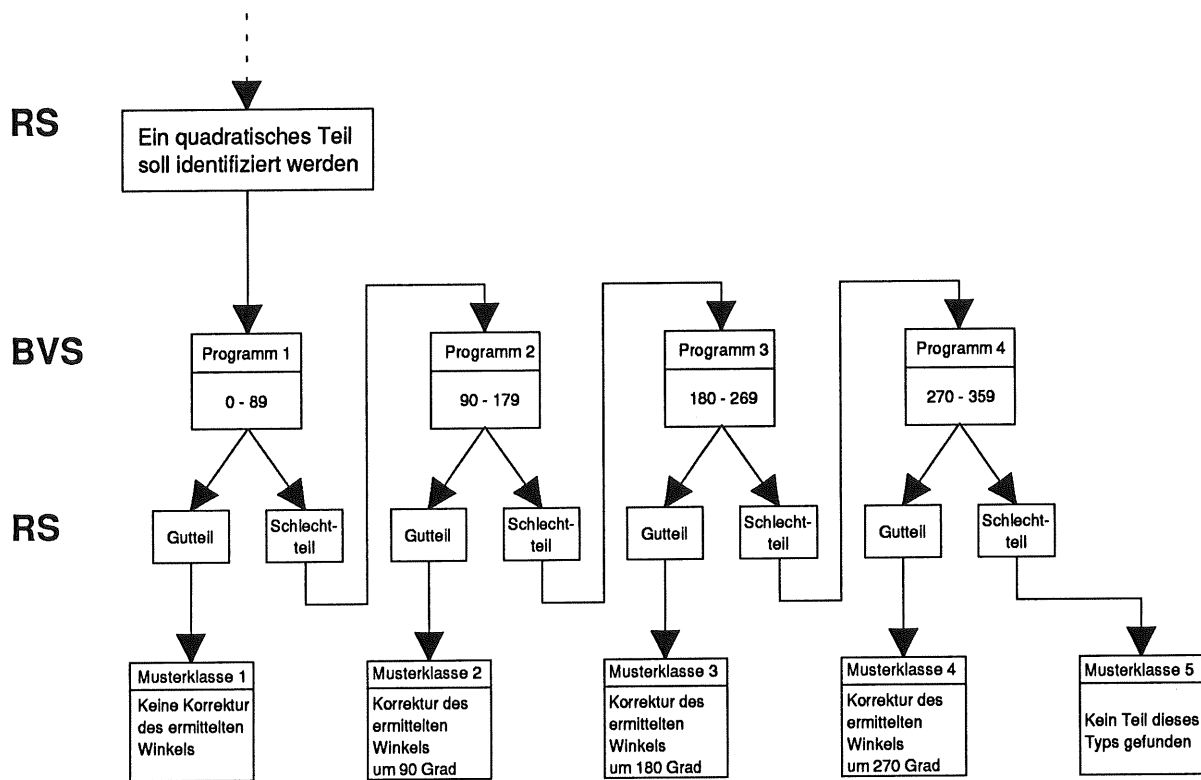 RS
Ein quadratisches Teil
soll identifiziert werden
BVS
Programm 1
0 - 89
Programm 2
90 - 179
Programm 3
180 - 269
Programm 4
270 - 359
RS
Gutteil
Schlecht-
teil
Gutteil
Schlecht-
teil
Gutteil
Schlecht-
teil
Gutteil
Schlecht-
teil
Musterklasse 1
Keine Korrektur
des ermittelten
Winkels
Musterklasse 2
Korrektur des
ermittelten
Winkels
um 90 Grad
Musterklasse 3
Korrektur des
ermittelten
Winkels
um 180 Grad
Musterklasse 4
Korrektur des
ermittelten
Winkels
um 270 Grad
Musterklasse 5
Kein Teil dieses
Typs gefunden